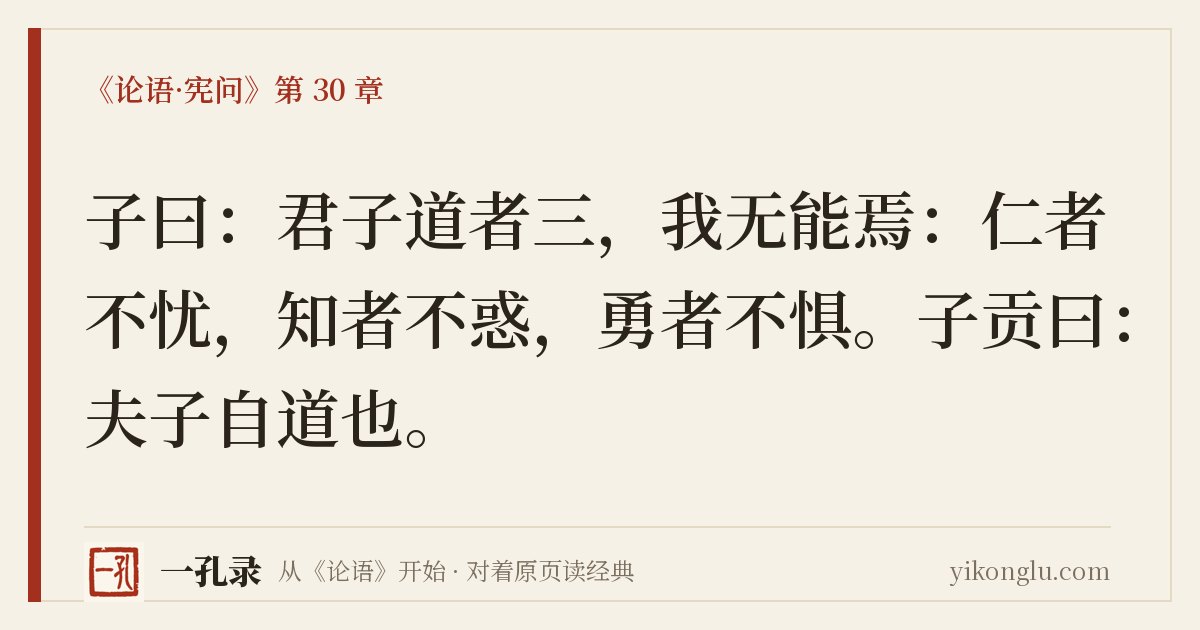 《论语·宪问》第 30 章
子曰：君子道者三，我无能焉：仁者
不忧，知者不惑，勇者不惧。子贡曰：
夫子自道也。
一孔 一孔录 从《论语》开始 · 对着原页读经典 yikonglu.com